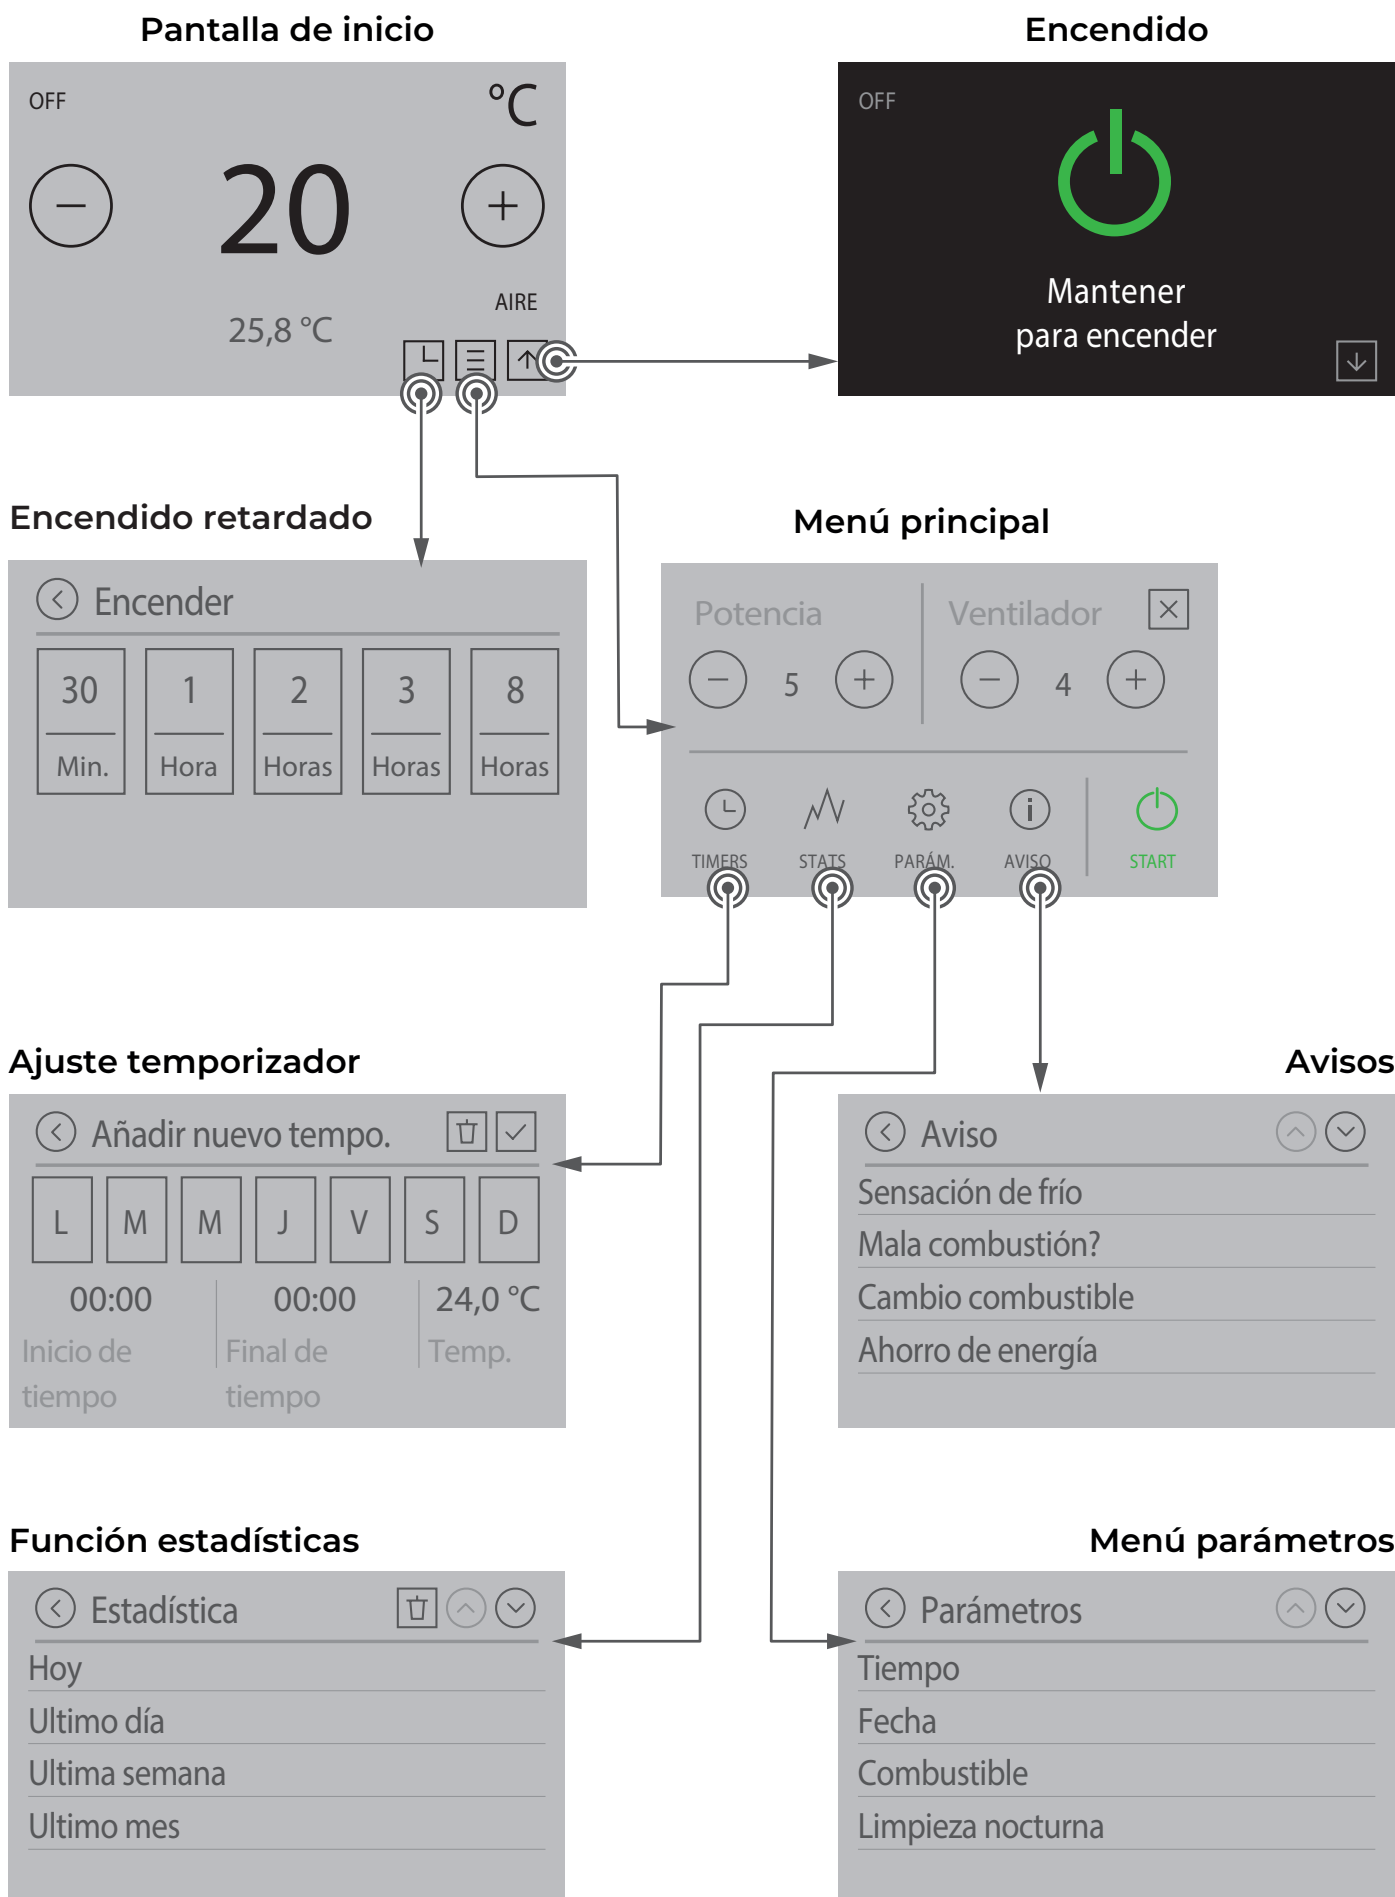 Pantalla de inicio
Encendido
OFF
°C
− 20 +
AIRE
25,8 °C
OFF
Mantener
para encender
Encendido retardado
Encender
30 1 2 3 8
Min. Hora Horas Horas Horas
Menú principal
Potencia Ventilador
− 5 + − 4 +
TIMERS STATS PARÁM. AVISO START
Ajuste temporizador
Añadir nuevo tempo.
L M M J V S D
00:00 00:00 24,0 °C
Inicio de Final de Temp.
tiempo tiempo
Avisos
Aviso
Sensación de frío
Mala combustión?
Cambio combustible
Ahorro de energía
Función estadísticas
Estadística
Hoy
Ultimo día
Ultima semana
Ultimo mes
Menú parámetros
Parámetros
Tiempo
Fecha
Combustible
Limpieza nocturna